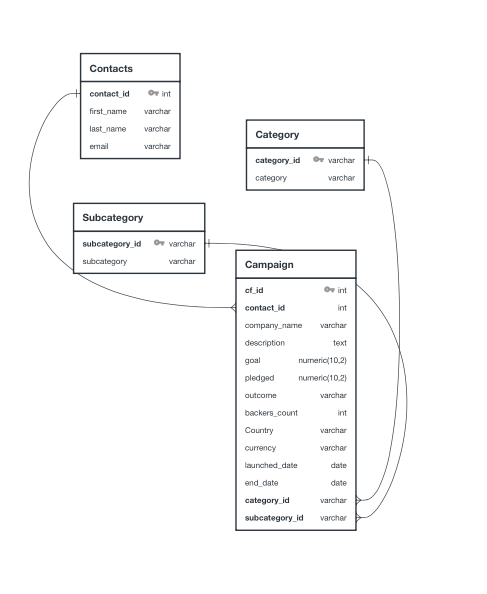 Contacts
contact_id int
first_name varchar
last_name varchar
email varchar
Category
category_id varchar
category varchar
Subcategory
subcategory_id varchar
subcategory varchar
Campaign
cf_id int
contact_id int
company_name varchar
description text
goal numeric(10,2)
pledged numeric(10,2)
outcome varchar
backers_count int
Country varchar
currency varchar
launched_date date
end_date date
category_id varchar
subcategory_id varchar